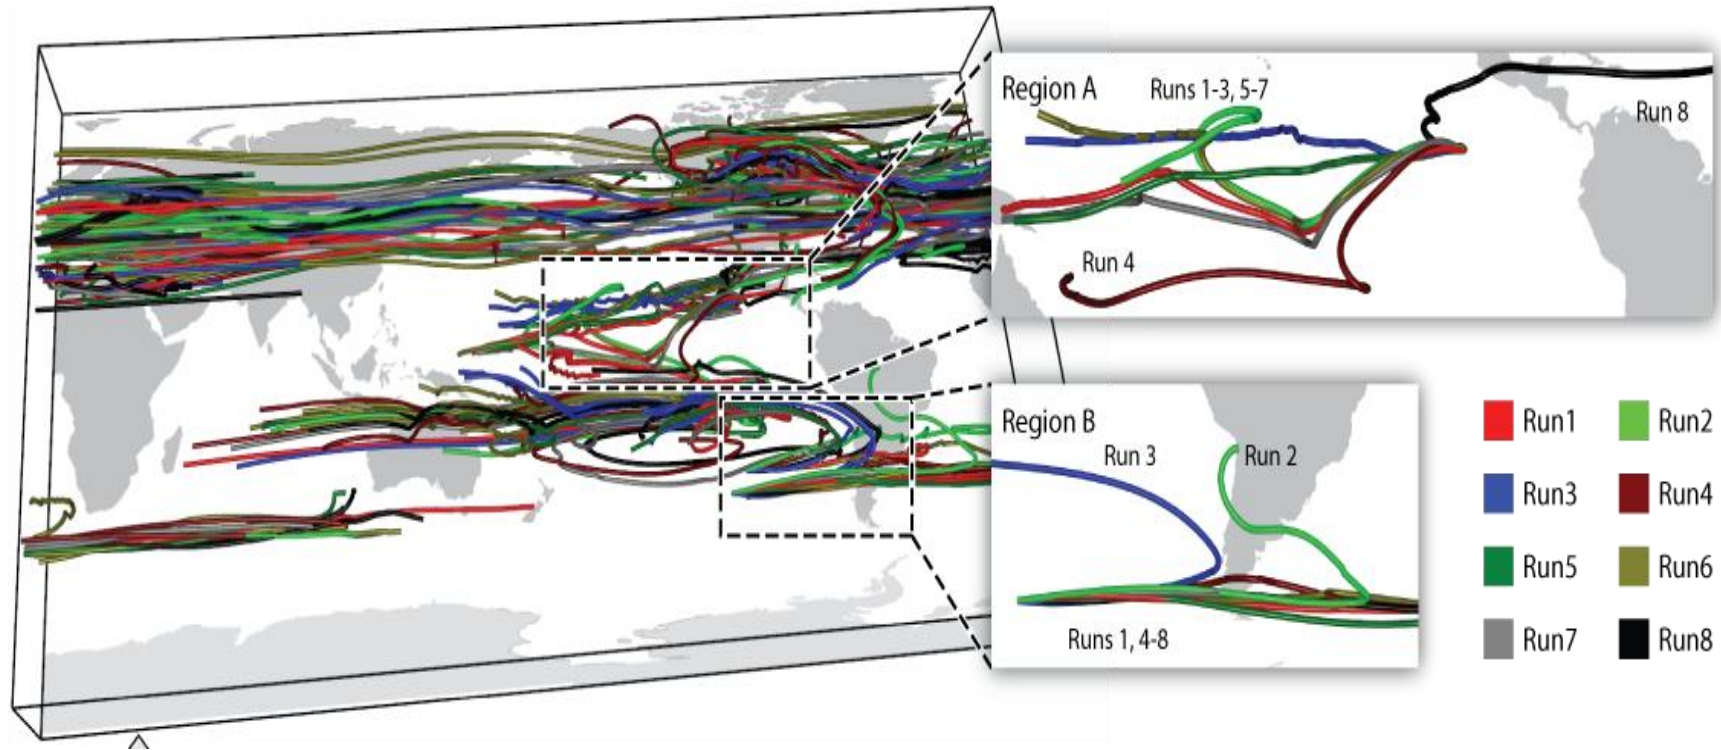 Region A
Runs 1-3, 5-7
Run 8
Run 4
Region B
Run 3
Run 2
Runs 1, 4-8
Run1
Run2
Run3
Run4
Run5
Run6
Run7
Run8